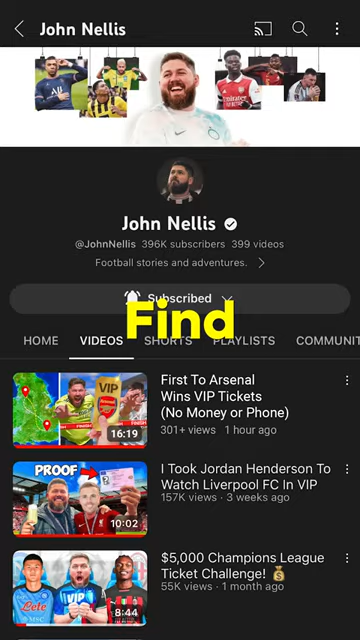 John Nellis
John Nellis
@JohnNellis 396K subscribers 399 videos
Football stories and adventures.
Subscribed
Find
HOME VIDEOS SHORTS PLAYLISTS COMMUNIT
VIP
16:19
First To Arsenal
Wins VIP Tickets
(No Money or Phone)
301+ views · 1 hour ago
PROOF
10:02
I Took Jordan Henderson To
Watch Liverpool FC In VIP
157K views · 3 weeks ago
VIP
8:44
$5,000 Champions League
Ticket Challenge! 💰
55K views · 1 month ago